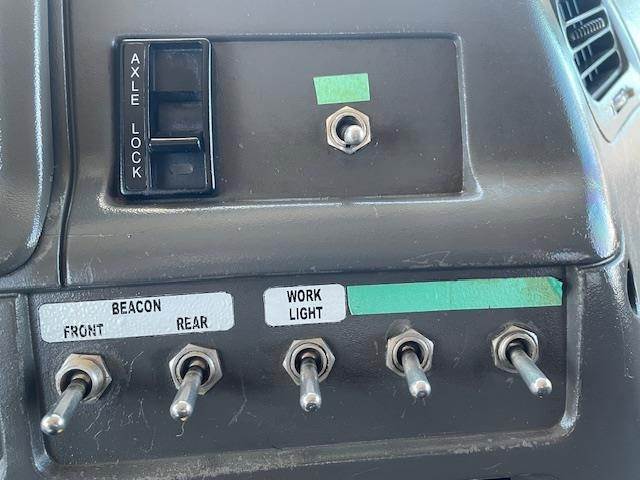 AXLE LOCK
BEACON
FRONT REAR
WORK
LIGHT